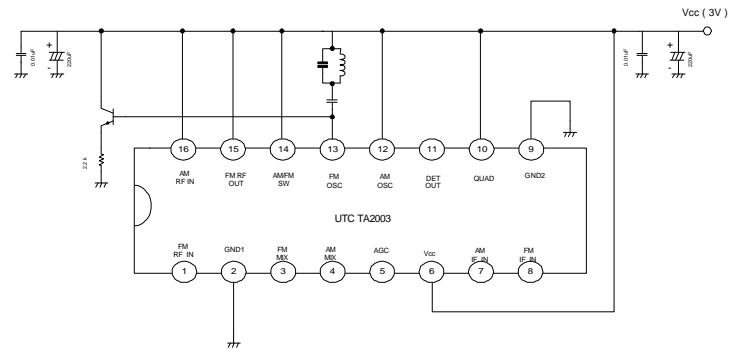 Vcc ( 3V )
0.01uF
+
-
220uF
0.01uF
+
-
220uF
2.2 k
16
15
14
13
12
11
10
9
AM
RF IN
FM RF
OUT
AM/FM
SW
FM
OSC
AM
OSC
DET
OUT
QUAD
GND2
UTC TA2003
FM
RF IN
GND1
FM
MIX
AM
MIX
AGC
Vcc
AM
IF IN
FM
IF IN
1
2
3
4
5
6
7
8